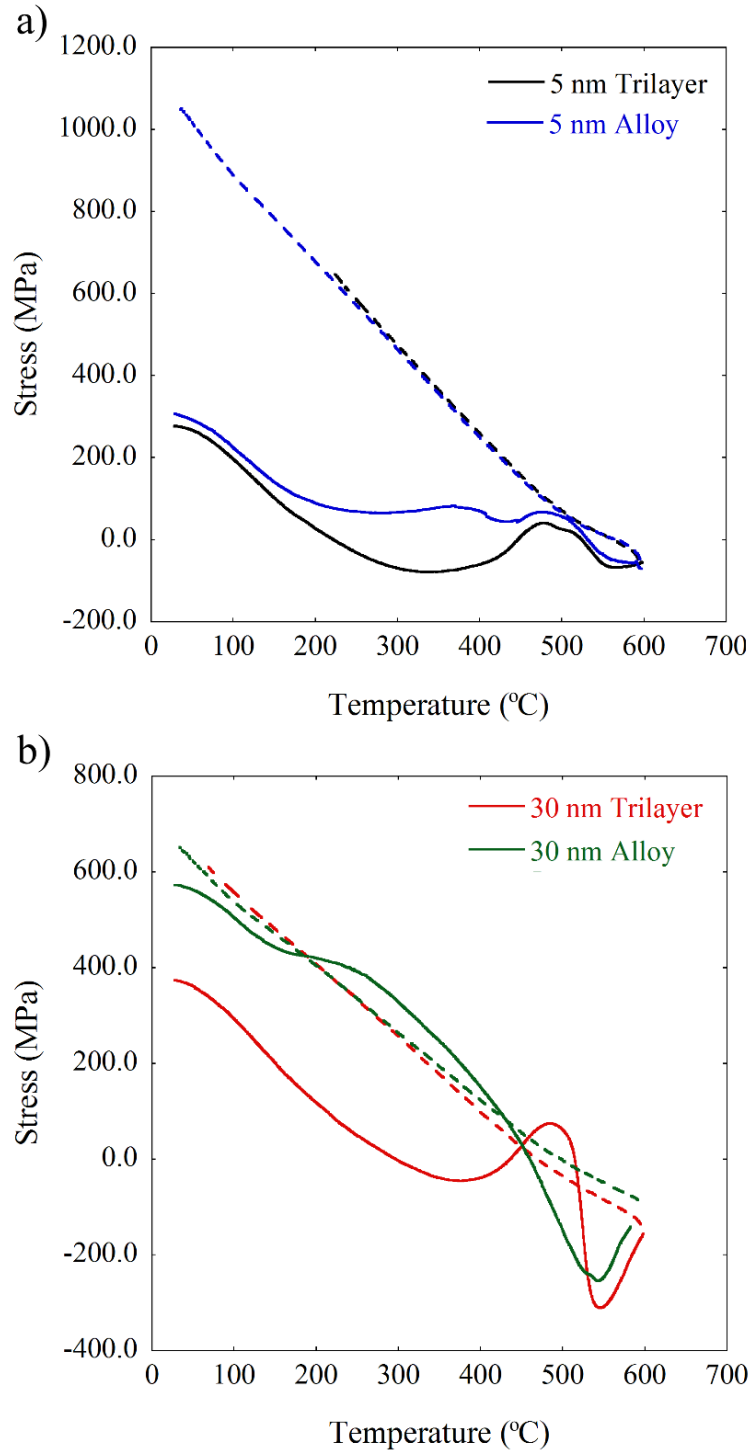 a)
1200.0
1000.0
800.0
600.0
400.0
200.0
0.0
-200.0
Stress (MPa)
5 nm Trilayer
5 nm Alloy
0 100 200 300 400 500 600 700
Temperature (ºC)
b)
800.0
600.0
400.0
200.0
0.0
-200.0
-400.0
Stress (MPa)
30 nm Trilayer
30 nm Alloy
0 100 200 300 400 500 600 700
Temperature (ºC)